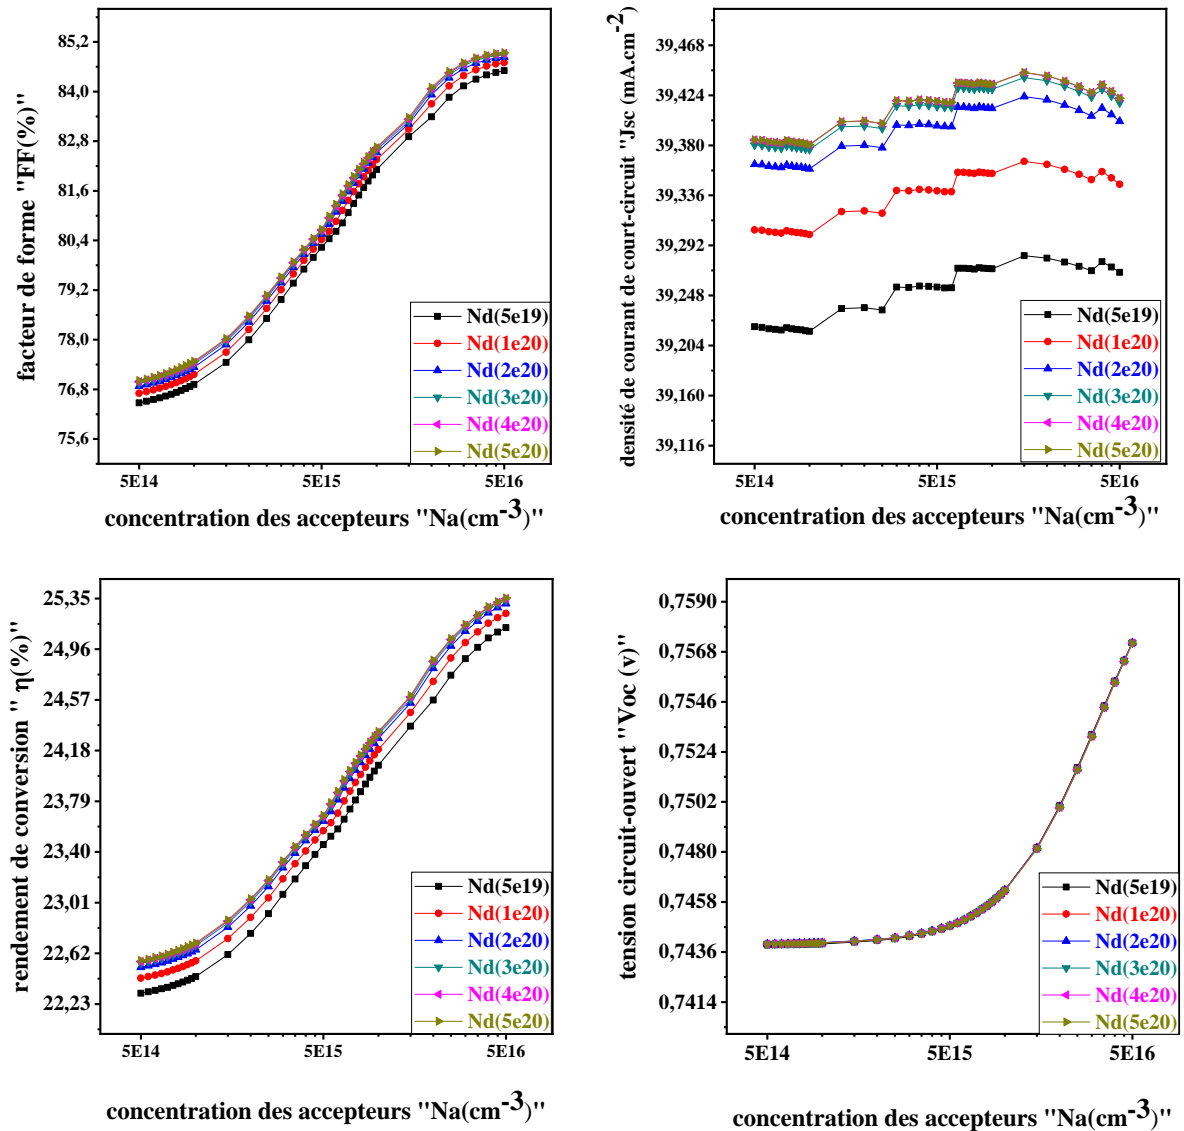 facteur de forme "FF(%)"
85,2
84,0
82,8
81,6
80,4
79,2
78,0
76,8
75,6
Nd(5e19)
Nd(1e20)
Nd(2e20)
Nd(3e20)
Nd(4e20)
Nd(5e20)
5E14
5E15
5E16
concentration des accepteurs "Na(cm-3)"
densité de courant de court-circuit "Jsc (mA.cm-2)
39,468
39,424
39,380
39,336
39,292
39,248
39,204
39,160
39,116
Nd(5e19)
Nd(1e20)
Nd(2e20)
Nd(3e20)
Nd(4e20)
Nd(5e20)
5E14
5E15
5E16
concentration des accepteurs "Na(cm-3)"
rendement de conversion " η(%)"
25,35
24,96
24,57
24,18
23,79
23,40
23,01
22,62
22,23
Nd(5e19)
Nd(1e20)
Nd(2e20)
Nd(3e20)
Nd(4e20)
Nd(5e20)
5E14
5E15
5E16
concentration des accepteurs "Na(cm-3)"
tension circuit-ouvert "Voc (v)"
0,7590
0,7568
0,7546
0,7524
0,7502
0,7480
0,7458
0,7436
0,7414
Nd(5e19)
Nd(1e20)
Nd(2e20)
Nd(3e20)
Nd(4e20)
Nd(5e20)
5E14
5E15
5E16
concentration des accepteurs "Na(cm-3)"